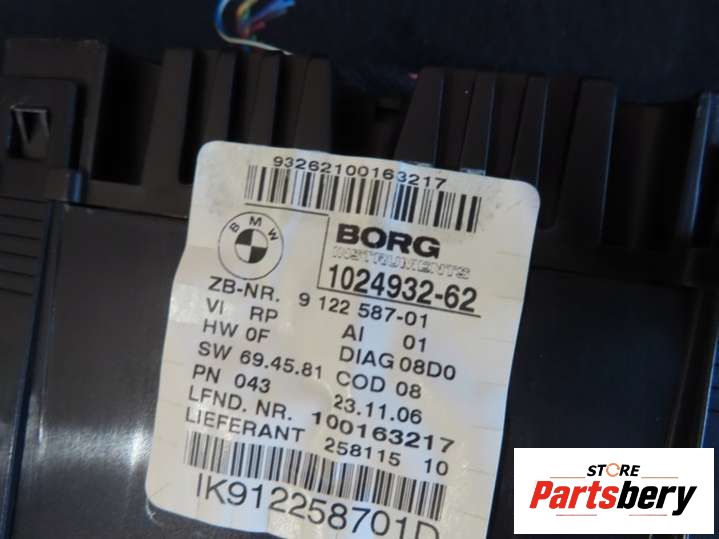 93262100163217
BMW
BORG
INSTRUMENTS
1024932-62
ZB-NR. 9 122 587-01
VI RP AI 01
HW 0F DIAG 08D0
SW 69.45.81 COD 08
PN 043 23.11.06
LFND. NR. 100163217
LIEFERANT 258115 10
IK912258701D
STORE
Partsbery